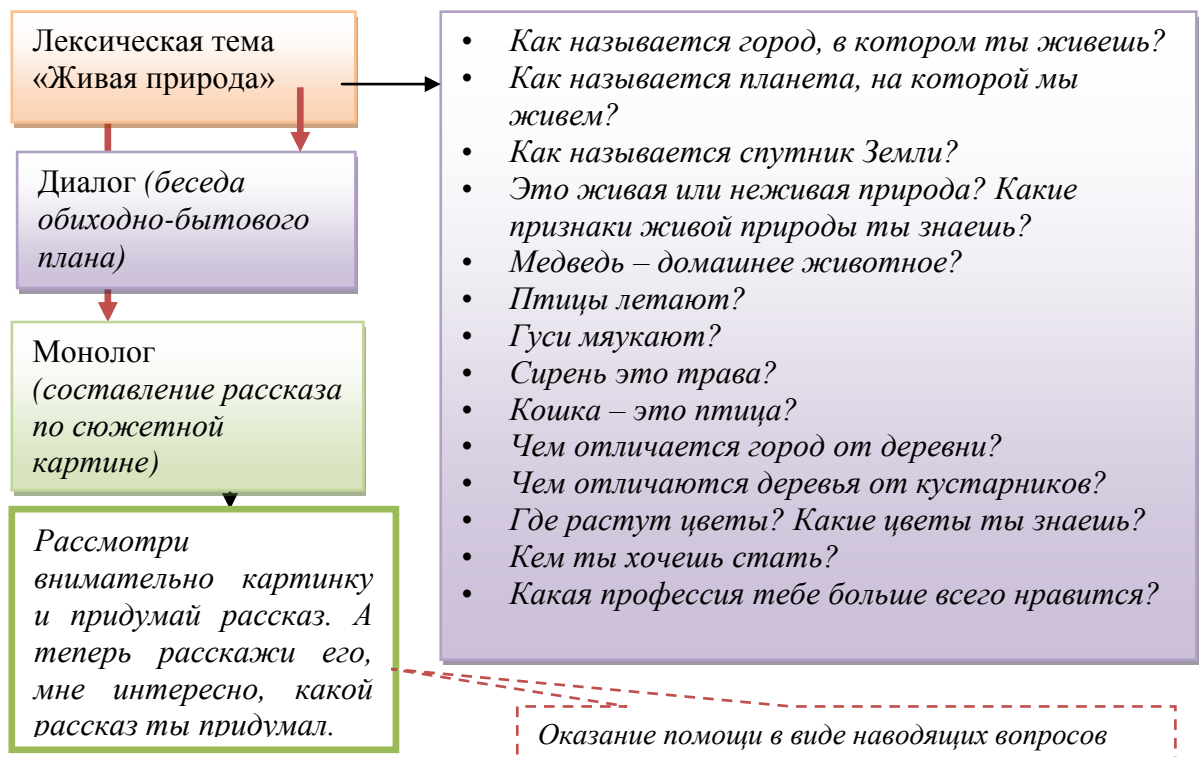 Лексическая тема
«Живая природа»
Диалог (беседа
обиходно-бытового
плана)
Монолог
(составление рассказа
по сюжетной
картине)
Рассмотри
внимательно картинку
и придумай рассказ. А
теперь расскажи его,
мне интересно, какой
рассказ ты придумал.
• Как называется город, в котором ты живешь?
• Как называется планета, на которой мы
живем?
• Как называется спутник Земли?
• Это живая или неживая природа? Какие
признаки живой природы ты знаешь?
• Медведь – домашнее животное?
• Птицы летают?
• Гуси мяукают?
• Сирень это трава?
• Кошка – это птица?
• Чем отличается город от деревни?
• Чем отличаются деревья от кустарников?
• Где растут цветы? Какие цветы ты знаешь?
• Кем ты хочешь стать?
• Какая профессия тебе больше всего нравится?
Оказание помощи в виде наводящих вопросов